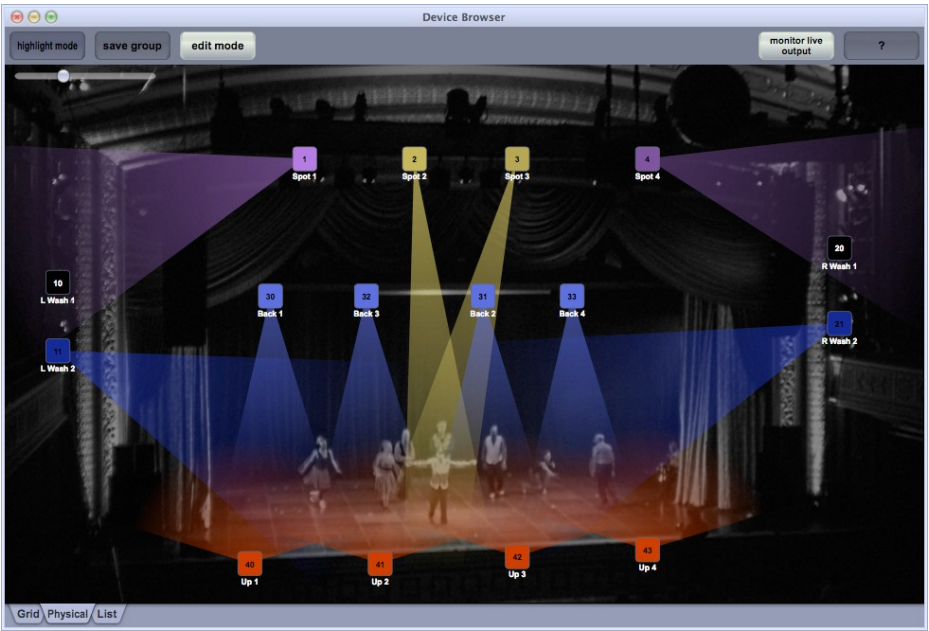 Device Browser
highlight mode
save group
edit mode
monitor live
output
?
1
Spot 1
2
Spot 2
3
Spot 3
4
Spot 4
10
L Wash 1
20
R Wash 1
30
Back 1
32
Back 3
31
Back 2
33
Back 4
11
L Wash 2
21
R Wash 2
40
Up 1
41
Up 2
42
Up 3
43
Up 4
Grid
Physical
List